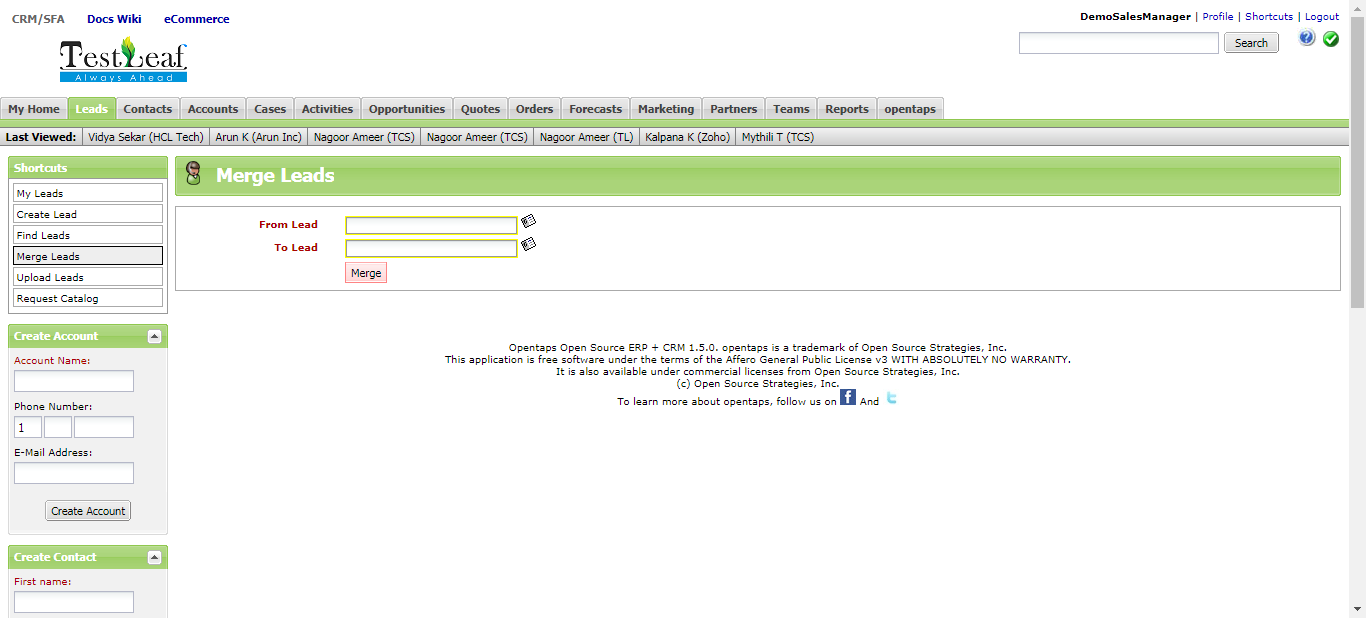 CRM/SFA Docs Wiki eCommerce
DemoSalesManager | Profile | Shortcuts | Logout
Search
TestLeaf
Always Ahead
My Home Leads Contacts Accounts Cases Activities Opportunities Quotes Orders Forecasts Marketing Partners Teams Reports opentaps
Last Viewed: Vidya Sekar (HCL Tech) Arun K (Arun Inc) Nagoor Ameer (TCS) Nagoor Ameer (TCS) Nagoor Ameer (TL) Kalpana K (Zoho) Mythili T (TCS)
Shortcuts
My Leads
Create Lead
Find Leads
Merge Leads
Upload Leads
Request Catalog
Create Account
Account Name:
Phone Number:
1
E-Mail Address:
Create Account
Create Contact
First name:
Merge Leads
From Lead
To Lead
Merge
Opentaps Open Source ERP + CRM 1.5.0. opentaps is a trademark of Open Source Strategies, Inc.
This application is free software under the terms of the Affero General Public License v3 WITH ABSOLUTELY NO WARRANTY.
It is also available under commercial licenses from Open Source Strategies, Inc.
(c) Open Source Strategies, Inc.
To learn more about opentaps, follow us on f And t